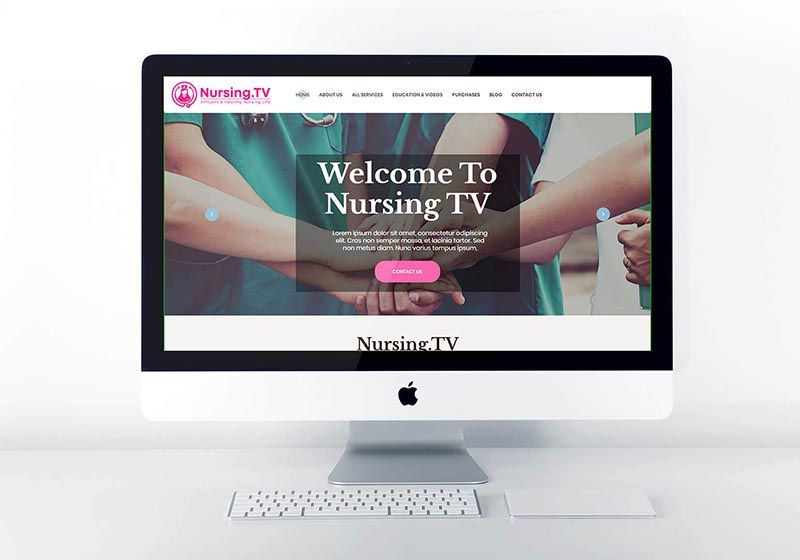 Nursing.TV
Affluent & Healthy Nursing Life
HOME ABOUT US ALL SERVICES EDUCATION & VIDEOS PURCHASES BLOG CONTACT US
Welcome To
Nursing TV
Lorem ipsum dolor sit amet, consectetur adipiscing
elit. Cras non semper massa, et lacinia tortor. Sed
non metus diam. Nunc varius tempus ipsum,
CONTACT US
Nursing.TV